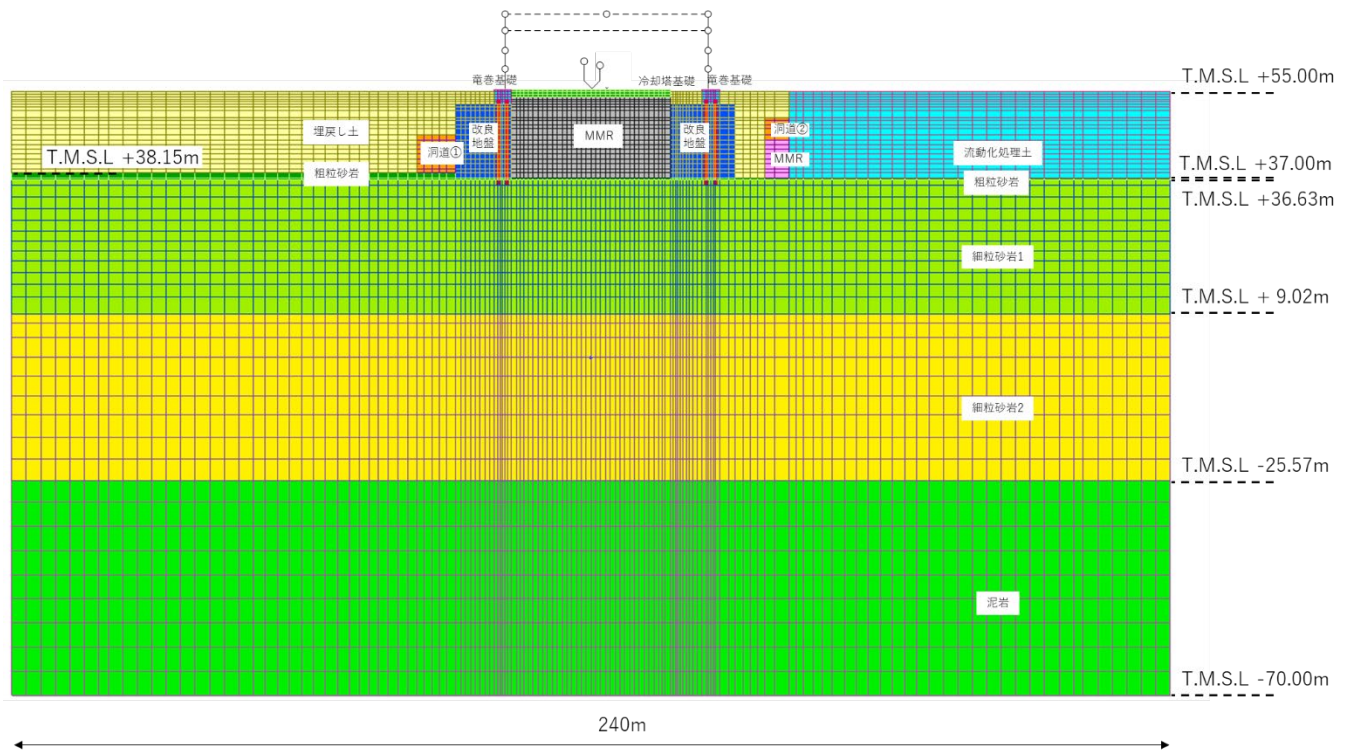 T.M.S.L +55.00m
竜巻基礎
冷却塔基礎
竜巻基礎
埋戻し土
改良
地盤
MMR
改良
地盤
洞道②
洞道①
MMR
流動化処理土
T.M.S.L +38.15m
T.M.S.L +37.00m
粗粒砂岩
粗粒砂岩
T.M.S.L +36.63m
細粒砂岩1
T.M.S.L + 9.02m
細粒砂岩2
T.M.S.L -25.57m
泥岩
T.M.S.L -70.00m
240m